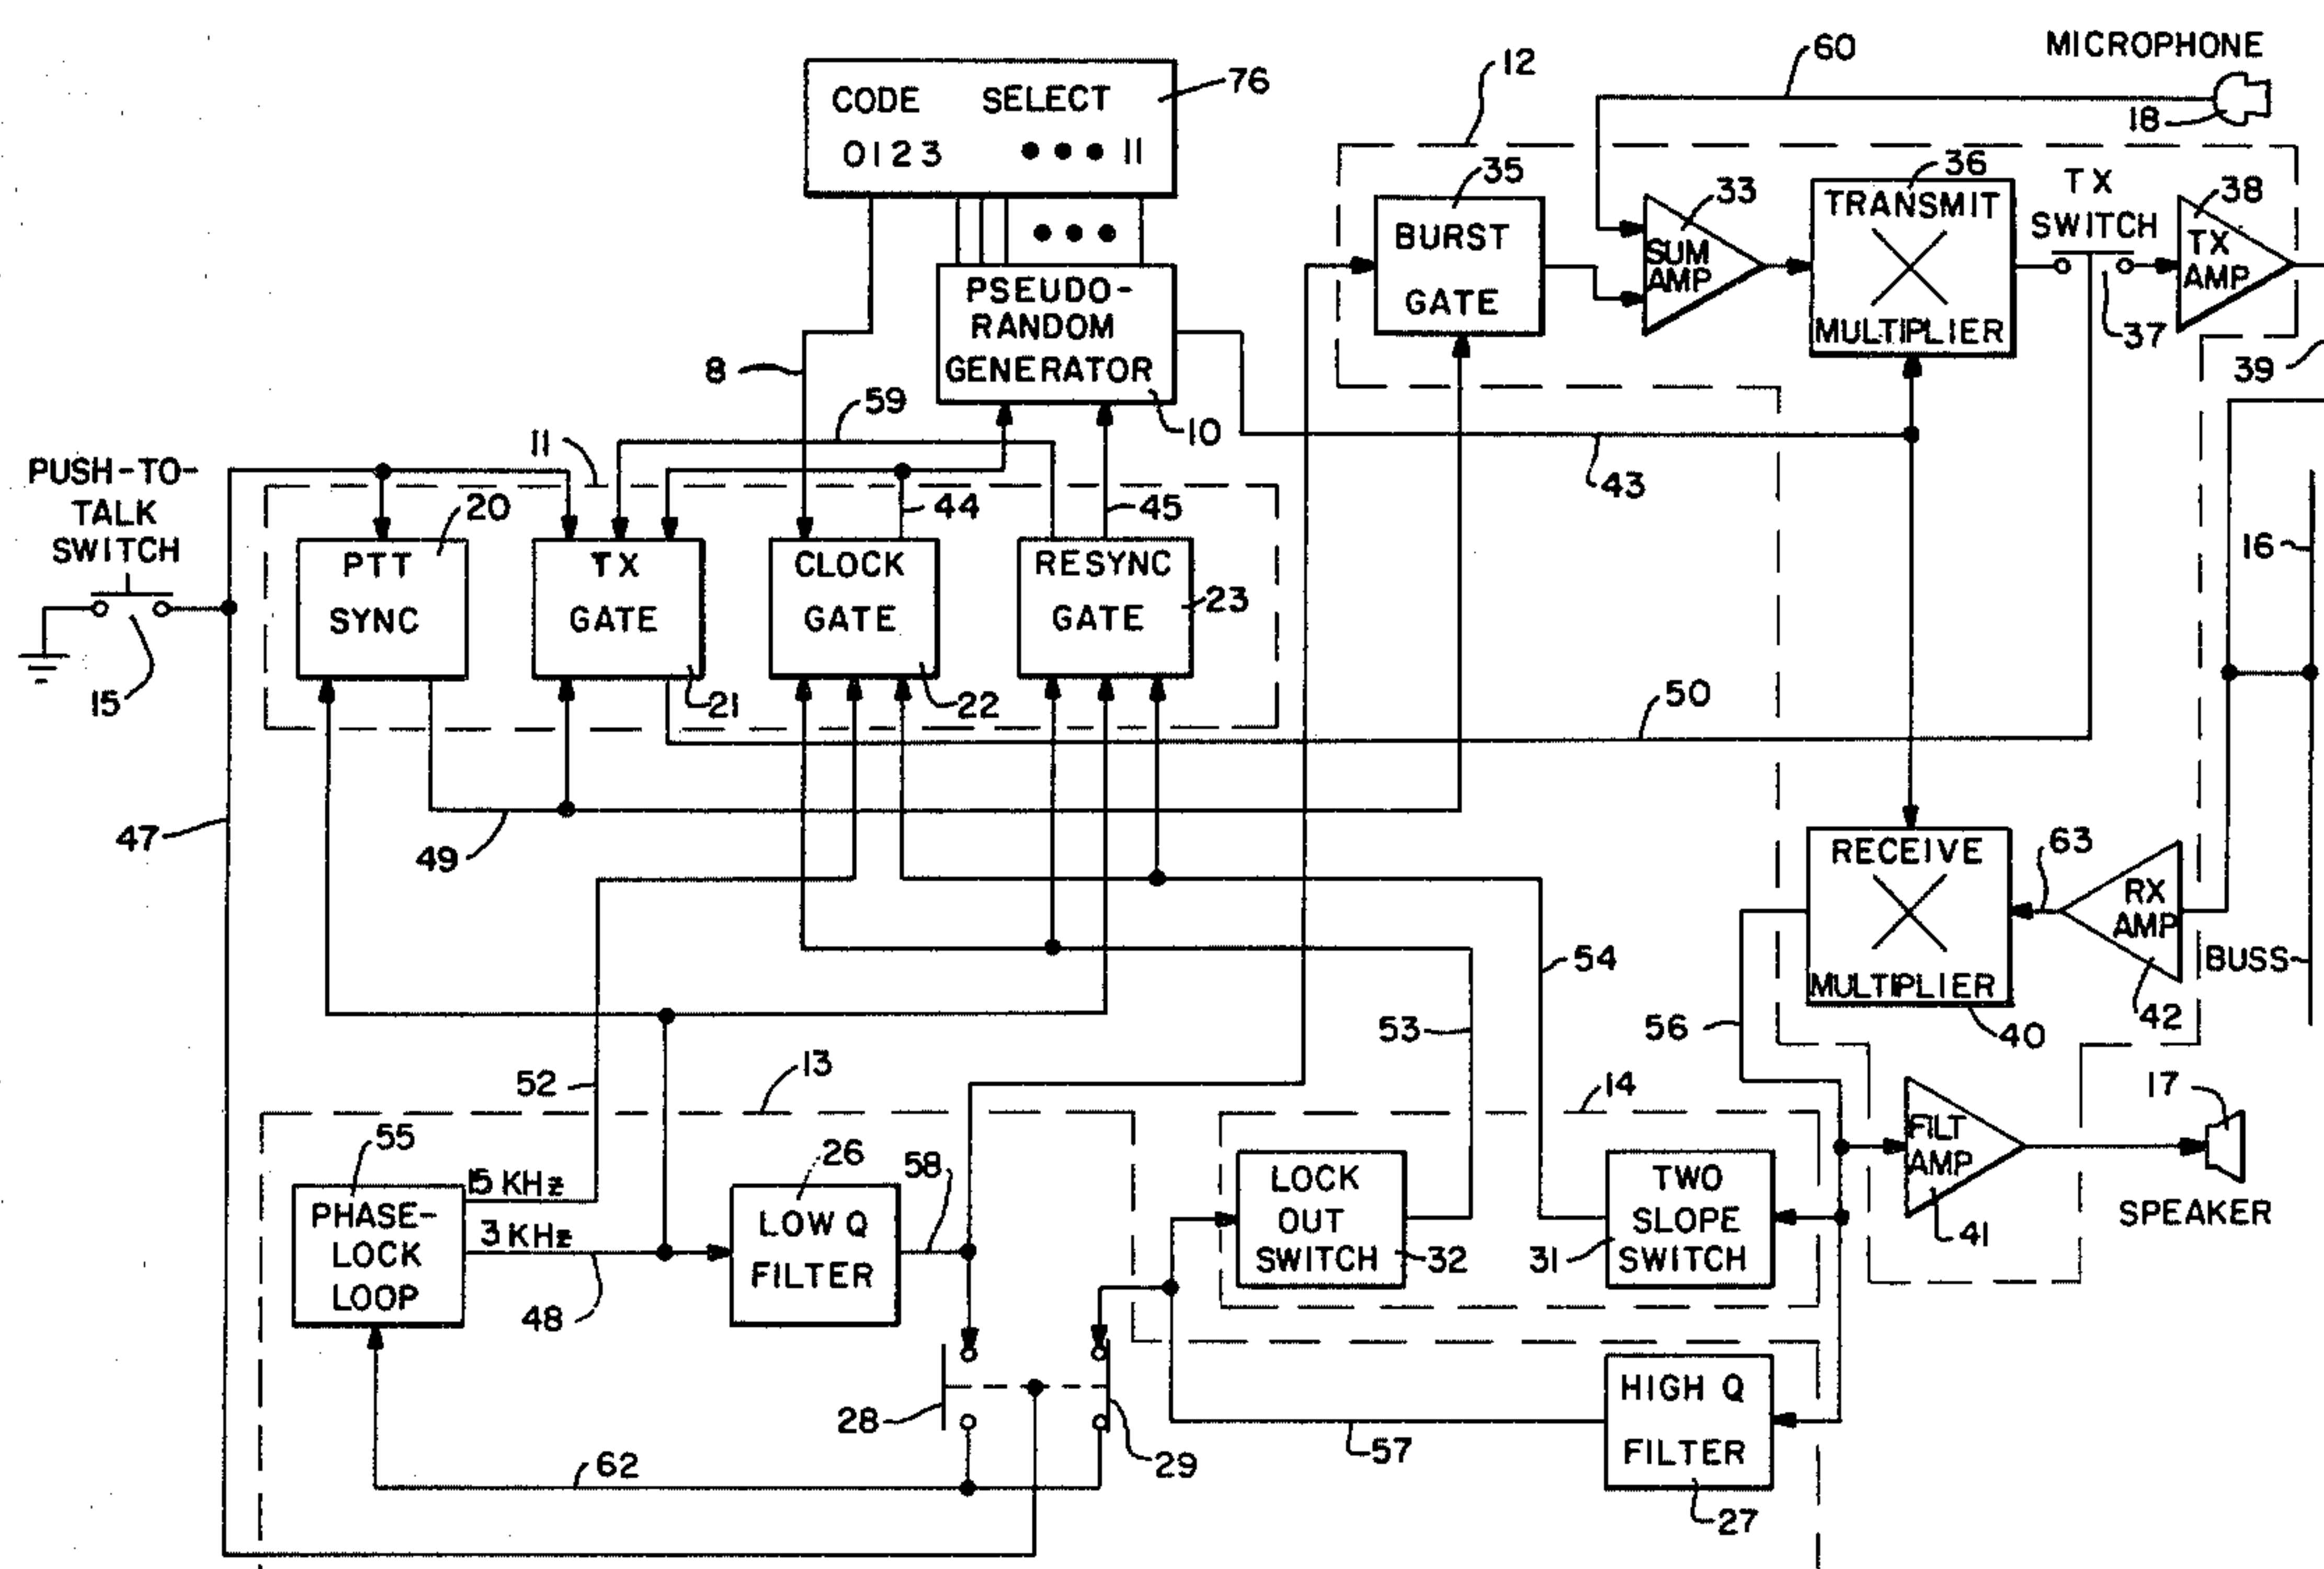 MICROPHONE
60
12
76
CODE SELECT
0123 ••• 11
18
35
33
36
TX
SWITCH
38
BURST
GATE
SUM
AMP
TRANSMIT
MULTIPLIER
TX
AMP
37
39
•••
PSEUDO-
RANDOM
GENERATOR
8
59
10
43
11
PUSH-TO-
TALK
SWITCH
20
44
45
16
PTT
SYNC
TX
GATE
CLOCK
GATE
RESYNC
GATE
23
15
21
22
50
47
49
RECEIVE
MULTIPLIER
63
RX
AMP
BUSS
54
53
56
40
42
52
13
14
17
55
15 KHz
3 KHz
26
58
PHASE-
LOCK
LOOP
LOW Q
FILTER
LOCK
OUT
SWITCH
32
31
TWO
SLOPE
SWITCH
FILT
AMP
41
SPEAKER
48
28
29
HIGH Q
FILTER
57
62
27